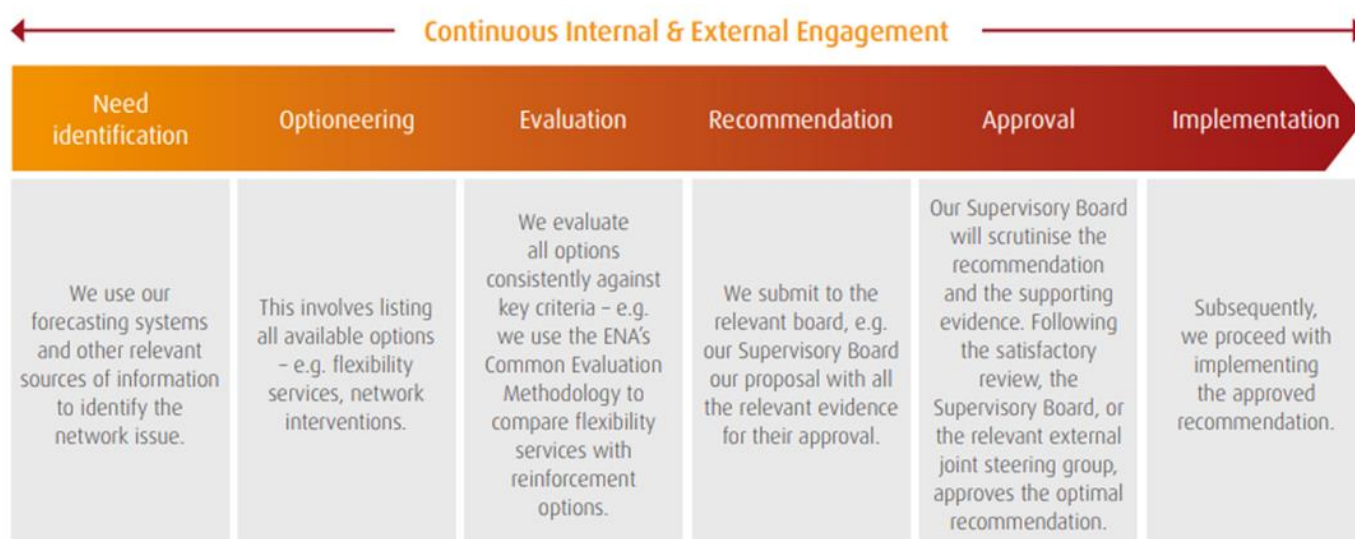 Continuous Internal & External Engagement
Need
identification
Optioneering
Evaluation
Recommendation
Approval
Implementation
We use our
forecasting systems
and other relevant
sources of information
to identify the
network issue.
This involves listing
all available options
– e.g. flexibility
services, network
interventions.
We evaluate
all options
consistently against
key criteria – e.g.
we use the ENA’s
Common Evaluation
Methodology to
compare flexibility
services with
reinforcement
options.
We submit to the
relevant board, e.g.
our Supervisory Board
our proposal with all
the relevant evidence
for their approval.
Our Supervisory Board
will scrutinise the
recommendation
and the supporting
evidence. Following
the satisfactory
review, the
Supervisory Board, or
the relevant external
joint steering group,
approves the optimal
recommendation.
Subsequently,
we proceed with
implementing
the approved
recommendation.